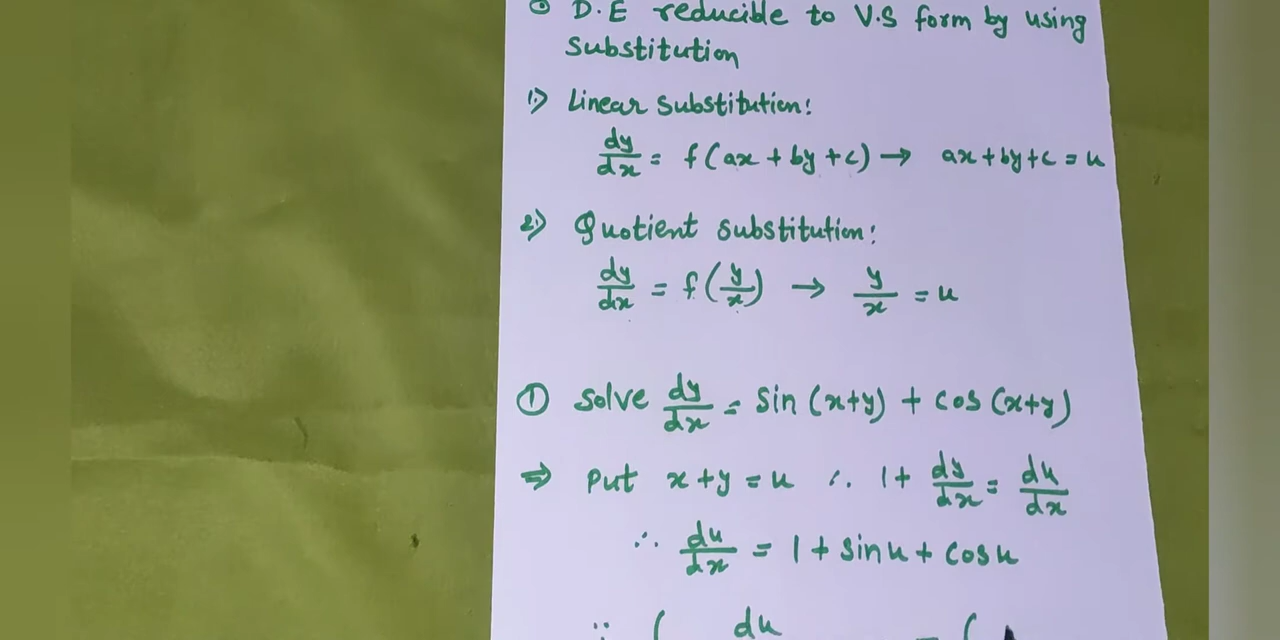 D.E reducible to V.S form by using
Substitution
1) Linear Substitution:
dy/dx = f(ax + by + c) → ax + by + c = u
2) Quotient substitution:
dy/dx = f(y/x) → y/x = u
① Solve dy/dx = Sin (x+y) + cos (x+y)
⇒ Put x + y = u ∴ 1 + dy/dx = du/dx
∴ du/dx = 1 + sin u + cos u
du